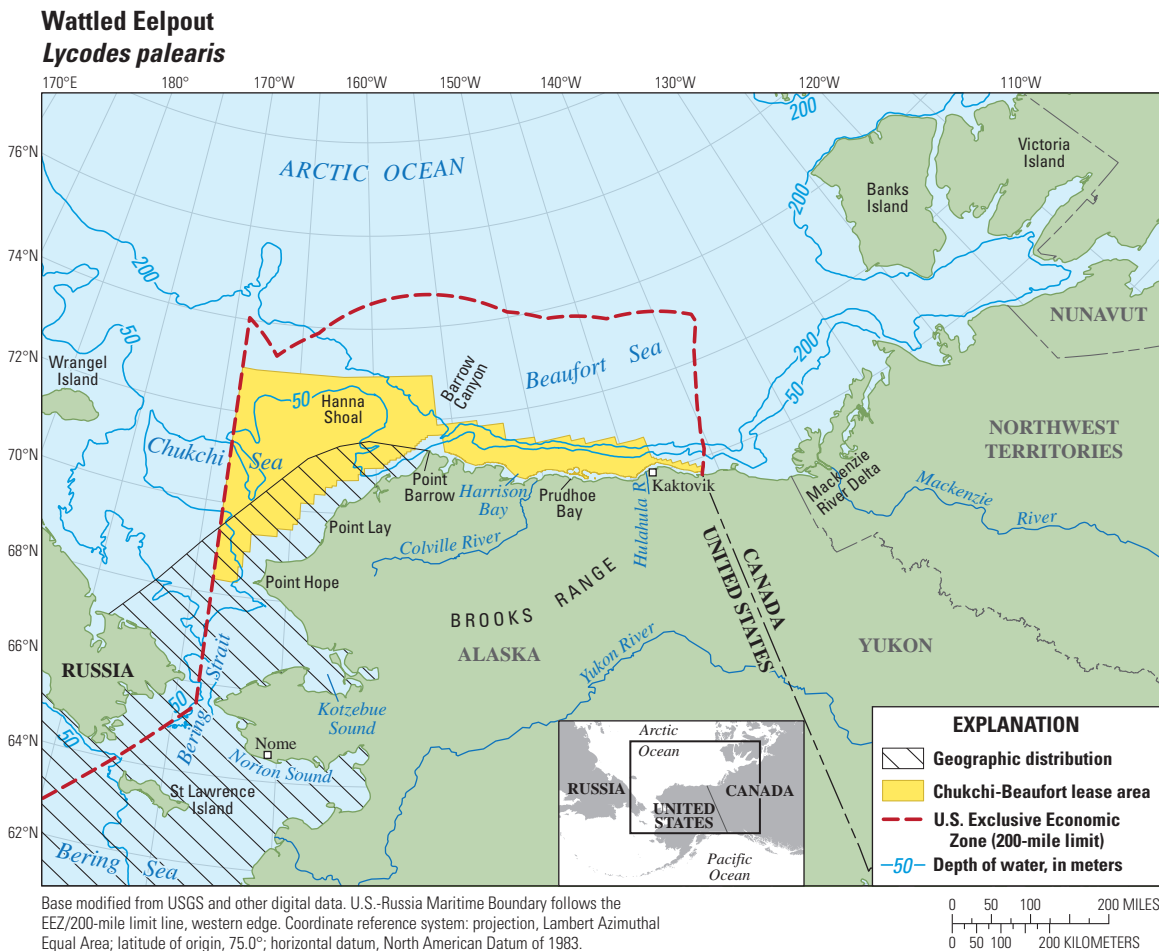 Wattled Eelpout
Lycodes palearis
170°E 180° 170°W 160°W 150°W 140°W 130°W 120°W 110°W
76°N
74°N
72°N
70°N
68°N
66°N
64°N
62°N
200
ARCTIC OCEAN
Victoria
Island
Banks
Island
200
200
50
NUNAVUT
Wrangel
Island
Beaufort Sea
200
50
Barrow
Canyon
50
Hanna
Shoal
Chukchi Sea
NORTHWEST
TERRITORIES
Point
Barrow
Harrison
Bay
Prudhoe
Bay
Hulahula R.
Kaktovik
Mackenzie
River Delta
Mackenzie
River
Point Lay
Colville River
Point Hope
BROOKS RANGE
CANADA
UNITED STATES
ALASKA
YUKON
Yukon River
RUSSIA
Bering Strait
50
50
Kotzebue
Sound
Nome
Norton Sound
St Lawrence
Island
Bering Sea
Arctic
Ocean
RUSSIA
CANADA
UNITED
STATES
Pacific
Ocean
EXPLANATION
Geographic distribution
Chukchi-Beaufort lease area
U.S. Exclusive Economic
Zone (200-mile limit)
50 Depth of water, in meters
Base modified from USGS and other digital data. U.S.-Russia Maritime Boundary follows the
EEZ/200-mile limit line, western edge. Coordinate reference system: projection, Lambert Azimuthal
Equal Area; latitude of origin, 75.0°; horizontal datum, North American Datum of 1983.
0 50 100 200 MILES
0 50 100 200 KILOMETERS